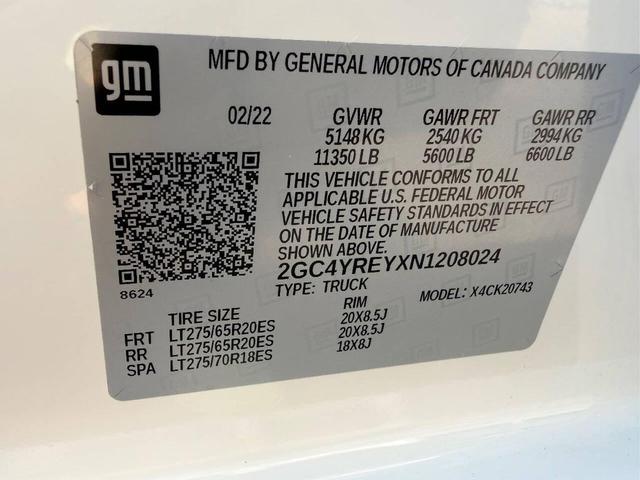 gm
MFD BY GENERAL MOTORS OF CANADA COMPANY
02/22 GVWR GAWR FRT GAWR RR
5148 KG 2540 KG 2994 KG
11350 LB 5600 LB 6600 LB
THIS VEHICLE CONFORMS TO ALL
APPLICABLE U.S. FEDERAL MOTOR
VEHICLE SAFETY STANDARDS IN EFFECT
ON THE DATE OF MANUFACTURE
SHOWN ABOVE.
2GC4YREYXN1208024
8624 TYPE: TRUCK MODEL: X4CK20743
TIRE SIZE RIM
FRT LT275/65R20ES 20X8.5J
RR LT275/65R20ES 20X8.5J
SPA LT275/70R18ES 18X8J